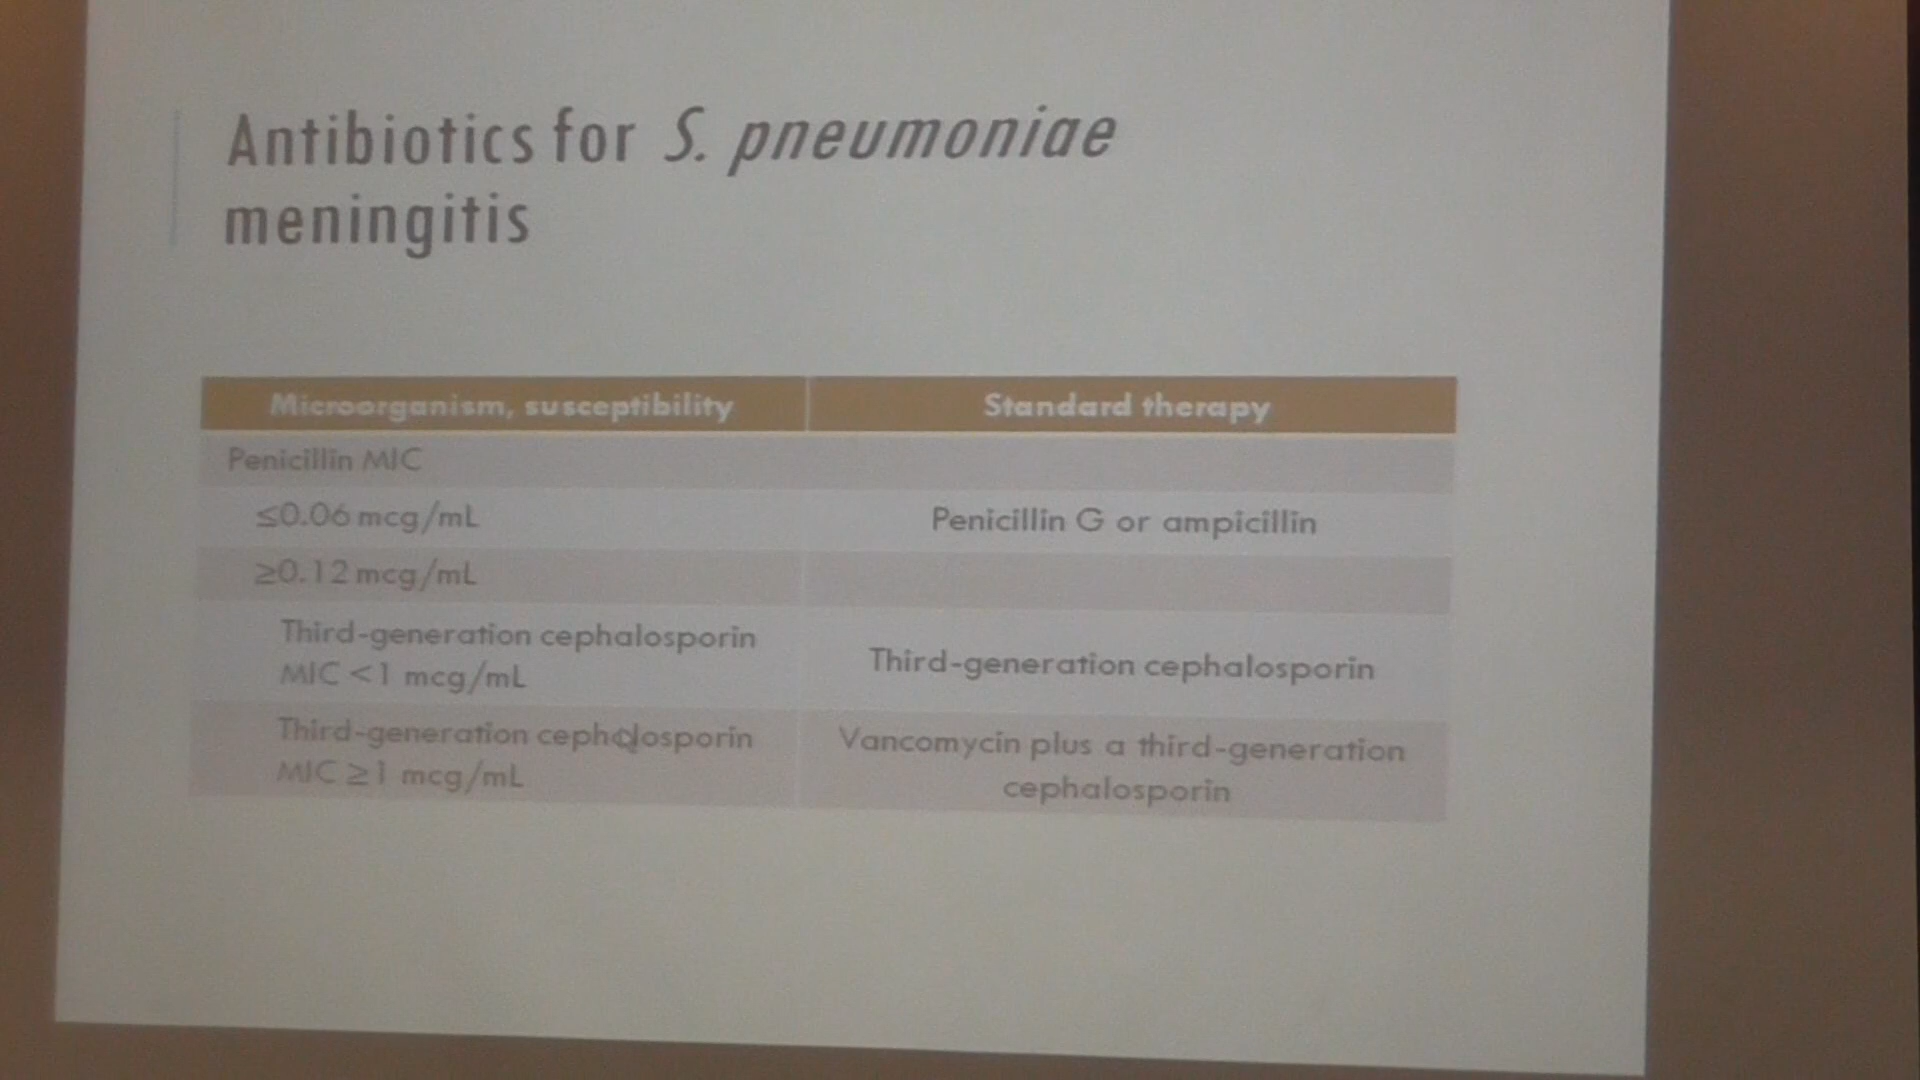 Antibiotics for S. pneumoniae
meningitis
Microorganism, susceptibility
Standard therapy
Penicillin MIC
≤0.06 mcg/mL
Penicillin G or ampicillin
≥0.12 mcg/mL
Third-generation cephalosporin
MIC <1 mcg/mL
Third-generation cephalosporin
Third-generation cephalosporin
MIC ≥1 mcg/mL
Vancomycin plus a third-generation
cephalosporin